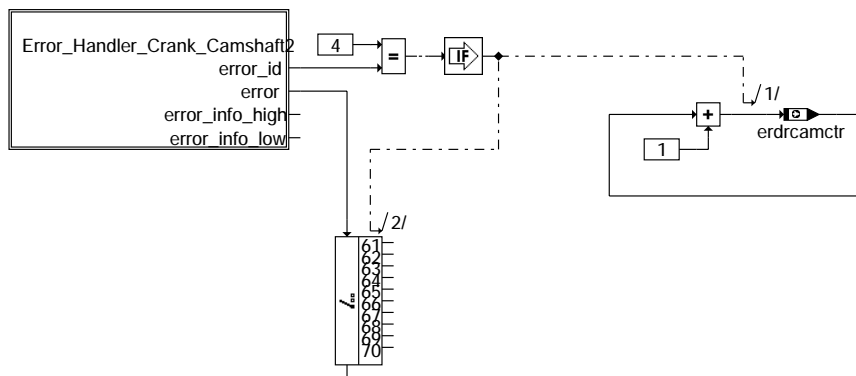 Error_Handler_Crank_Camshaft2
error_id
error
error_info_high
error_info_low
4
=
IF
/1/
+
1
erdrcamctr
/2/
61
62
63
64
65
66
67
68
69
70